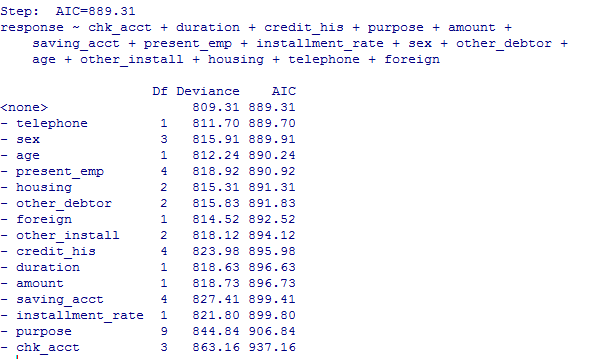 Step:  AIC=889.31
response ~ chk_acct + duration + credit_his + purpose + amount +
    saving_acct + present_emp + installment_rate + sex + other_debtor +
    age + other_install + housing + telephone + foreign
                   Df Deviance    AIC
<none>                  809.31 889.31
- telephone         1   811.70 889.70
- sex               3   815.91 889.91
- age               1   812.24 890.24
- present_emp       4   818.92 890.92
- housing           2   815.31 891.31
- other_debtor      2   815.83 891.83
- foreign           1   814.52 892.52
- other_install     2   818.12 894.12
- credit_his        4   823.98 895.98
- duration          1   818.63 896.63
- amount            1   818.73 896.73
- saving_acct       4   827.41 899.41
- installment_rate  1   821.80 899.80
- purpose           9   844.84 906.84
- chk_acct          3   863.16 937.16